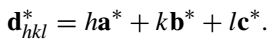 d*hkl = ha* + kb* + lc*.